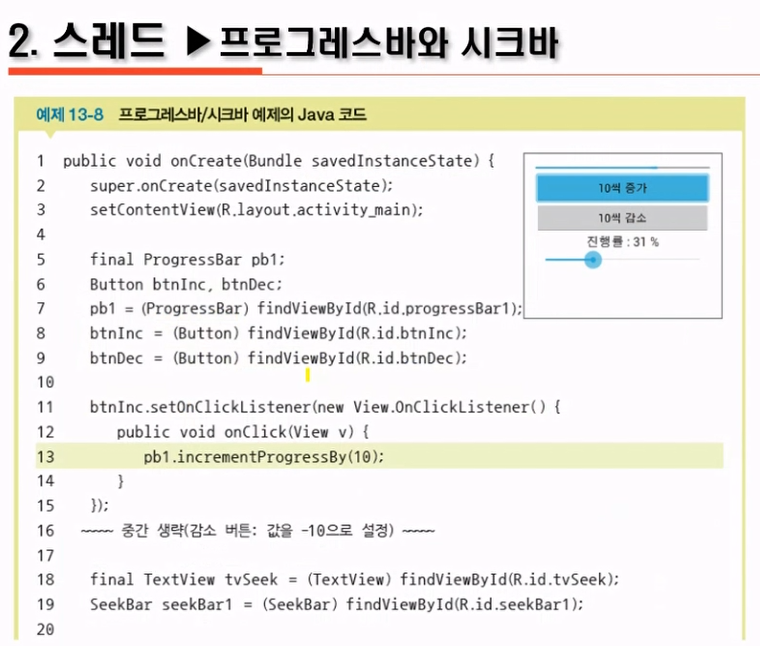 2. 스레드 ▶프로그레스바와 시크바
예제 13-8 프로그레스바/시크바 예제의 Java 코드
1 public void onCreate(Bundle savedInstanceState) {
2 super.onCreate(savedInstanceState);
3 setContentView(R.layout.activity_main);
4
5 final ProgressBar pb1;
6 Button btnInc, btnDec;
7 pb1 = (ProgressBar) findViewById(R.id.progressBar1);
8 btnInc = (Button) findViewById(R.id.btnInc);
9 btnDec = (Button) findViewById(R.id.btnDec);
10
11 btnInc.setOnClickListener(new View.OnClickListener() {
12 public void onClick(View v) {
13 pb1.incrementProgressBy(10);
14 }
15 });
16 ~~~~ 중간 생략(감소 버튼: 값을 -10으로 설정) ~~~~
17
18 final TextView tvSeek = (TextView) findViewById(R.id.tvSeek);
19 SeekBar seekBar1 = (SeekBar) findViewById(R.id.seekBar1);
20
10씩 증가
10씩 감소
진행률 : 31 %